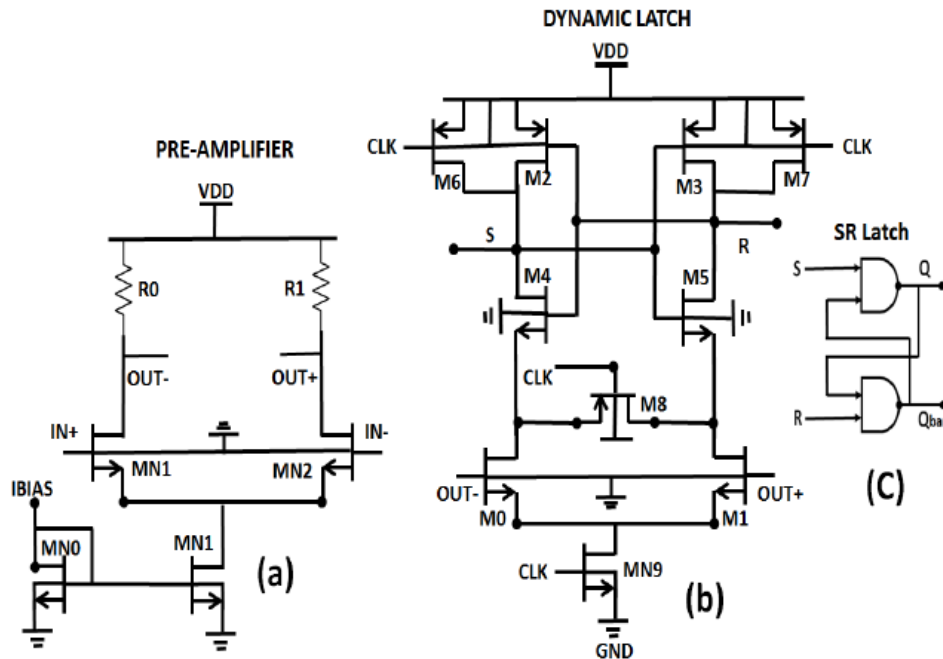 DYNAMIC LATCH
VDD
CLK
CLK
M6
M2
M3
M7
PRE-AMPLIFIER
VDD
R0
R1
OUT-
OUT+
IN+
IN-
MN1
MN2
IBIAS
MN0
MN1
(a)
S
R
M4
M5
CLK
M8
OUT-
OUT+
M0
M1
CLK
MN9
GND
(b)
SR Latch
S
Q
R
Qba
(C)